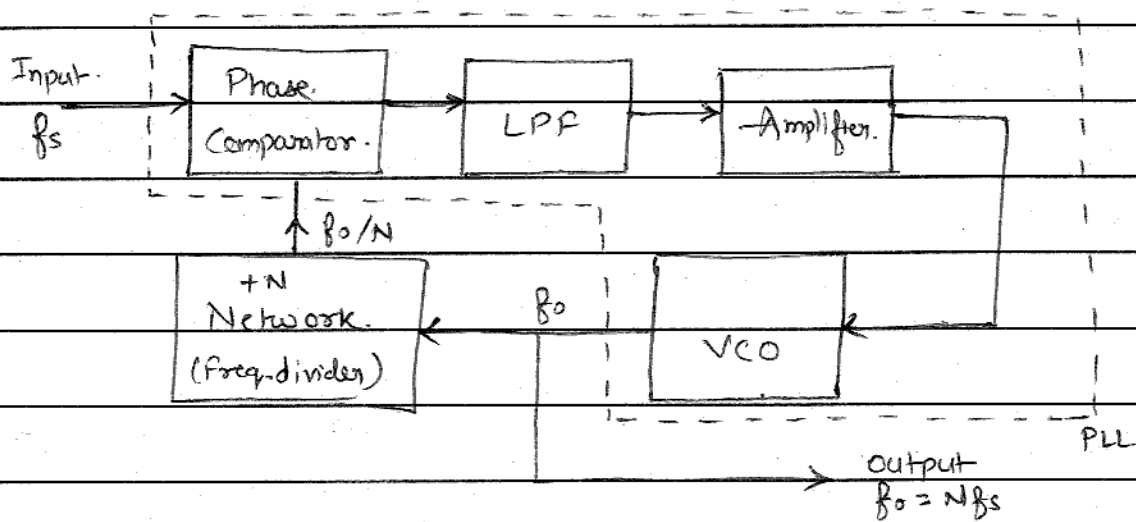 Input.
fs
Phase.
Comparator.
LPF
Amplifier.
fo/N
+N
Network.
(freq.divider)
fo
VCO
PLL
Output
fo = Nfs